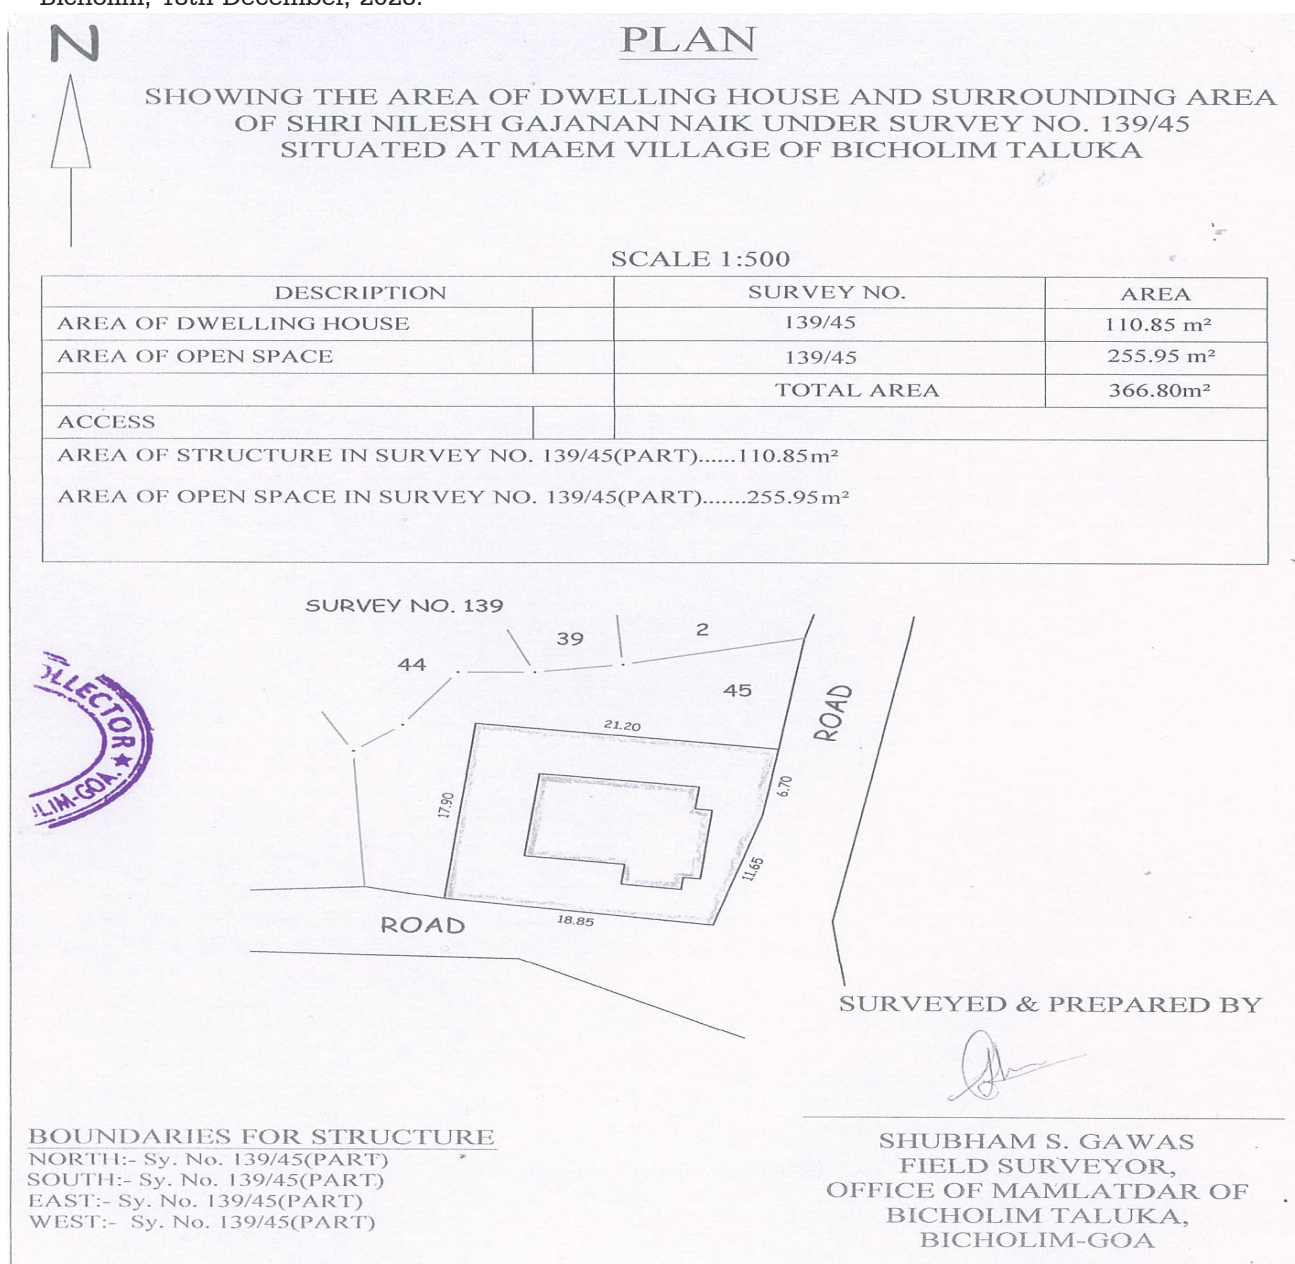 Bicholim, 13th December, 2023.
N
PLAN
SHOWING THE AREA OF DWELLING HOUSE AND SURROUNDING AREA
OF SHRI NILESH GAJANAN NAIK UNDER SURVEY NO. 139/45
SITUATED AT MAEM VILLAGE OF BICHOLIM TALUKA
SCALE 1:500
DESCRIPTION SURVEY NO. AREA
AREA OF DWELLING HOUSE 139/45 110.85 m²
AREA OF OPEN SPACE 139/45 255.95 m²
TOTAL AREA 366.80m²
ACCESS
AREA OF STRUCTURE IN SURVEY NO. 139/45(PART)......110.85m²
AREA OF OPEN SPACE IN SURVEY NO. 139/45(PART).......255.95m²
SURVEY NO. 139
39
2
44
45
21.20
ROAD
6.70
17.90
11.65
18.85
ROAD
OLLECTOR ★
LIM-GOA.
SURVEYED & PREPARED BY
BOUNDARIES FOR STRUCTURE
NORTH:- Sy. No. 139/45(PART)
SOUTH:- Sy. No. 139/45(PART)
EAST:- Sy. No. 139/45(PART)
WEST:- Sy. No. 139/45(PART)
SHUBHAM S. GAWAS
FIELD SURVEYOR,
OFFICE OF MAMLATDAR OF
BICHOLIM TALUKA,
BICHOLIM-GOA